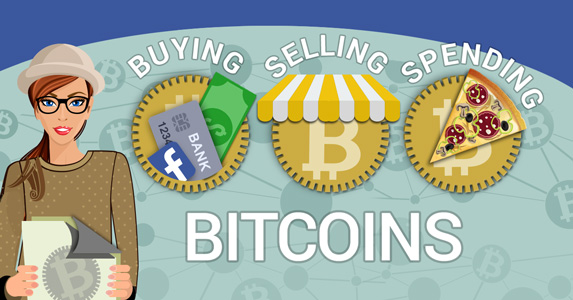 BUYING SELLING SPENDING
1234
BANK
f
BITCOINS